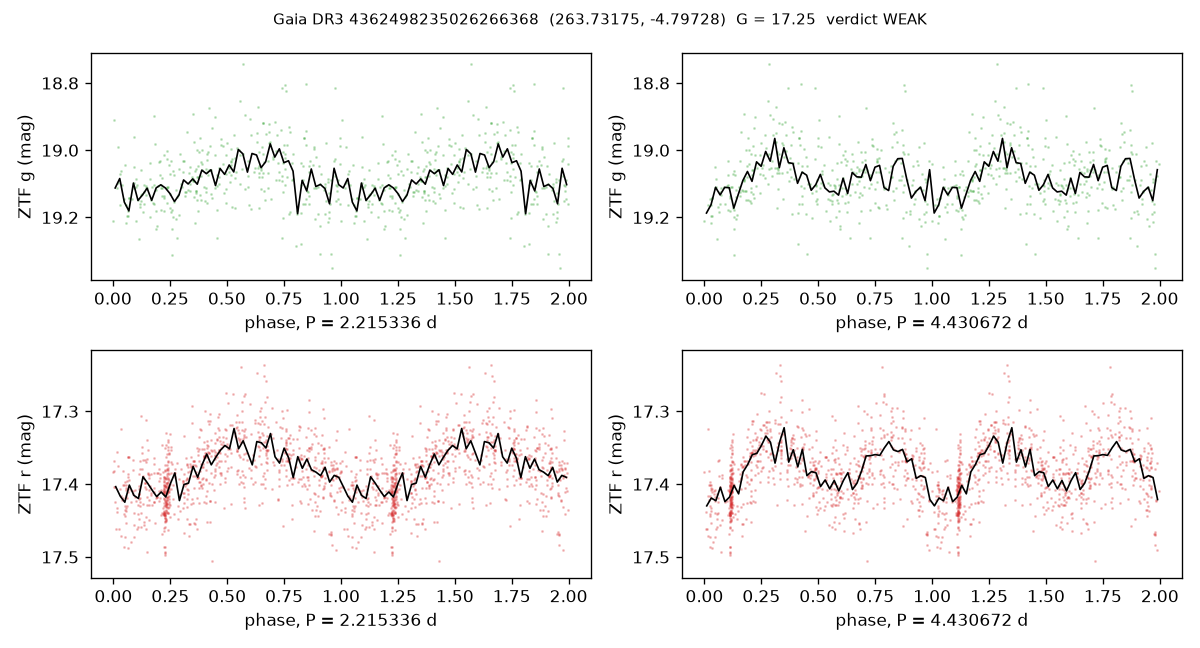 Gaia DR3 4362498235026266368  (263.73175, -4.79728)  G = 17.25  verdict WEAK
ZTF g (mag)
18.8
19.0
19.2
0.00 0.25 0.50 0.75 1.00 1.25 1.50 1.75 2.00
phase, P = 2.215336 d
ZTF g (mag)
18.8
19.0
19.2
0.00 0.25 0.50 0.75 1.00 1.25 1.50 1.75 2.00
phase, P = 4.430672 d
ZTF r (mag)
17.3
17.4
17.5
0.00 0.25 0.50 0.75 1.00 1.25 1.50 1.75 2.00
phase, P = 2.215336 d
ZTF r (mag)
17.3
17.4
17.5
0.00 0.25 0.50 0.75 1.00 1.25 1.50 1.75 2.00
phase, P = 4.430672 d